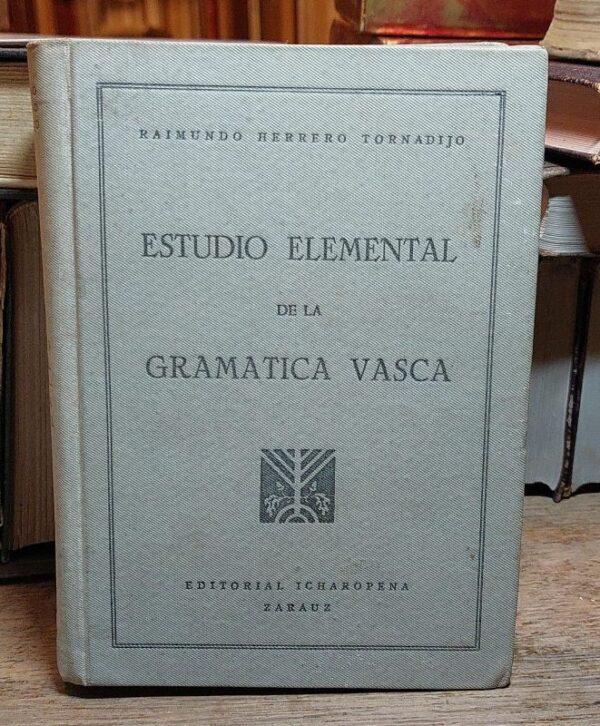 RAIMUNDO HERRERO TORNADIJO
ESTUDIO ELEMENTAL
DE LA
GRAMATICA VASCA
EDITORIAL ICHAROPENA
ZARAUZ